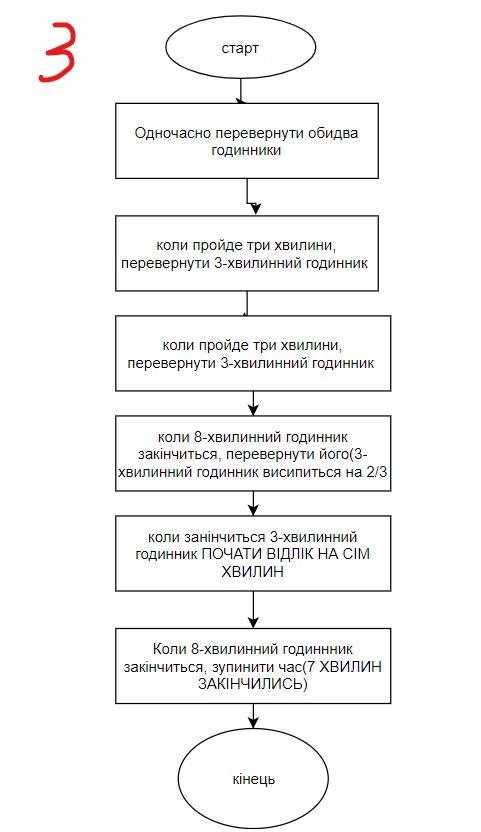 3
старт
Одночасно перевернути обидва
годинники
коли пройде три хвилини,
перевернути 3-хвилинний годинник
коли пройде три хвилини,
перевернути 3-хвилинний годинник
коли 8-хвилинний годинник
закінчиться, перевернути його(3-
хвилинний годинник висипиться на 2/3
коли занінчиться 3-хвилинний
годинник ПОЧАТИ ВІДЛІК НА СІМ
ХВИЛИН
Коли 8-хвилинний годиннник
закінчиться, зупинити час(7 ХВИЛИН
ЗАКІНЧИЛИСЬ)
кінець